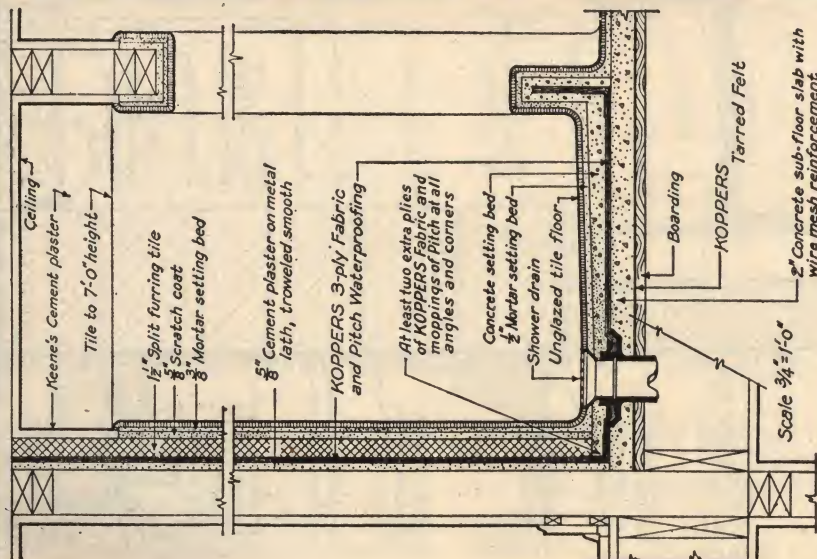 Ceiling
Keene's Cement plaster
Tile to 7'-0" height
1½" Split furring tile
⅝" Scratch coat
⅜" Mortar setting bed
⅝" Cement plaster on metal
lath, troweled smooth
KOPPERS 3-ply Fabric
and Pitch Waterproofing
At least two extra plies
of KOPPERS Fabric and
moppings of Pitch at all
angles and corners
Concrete setting bed
½" Mortar setting bed
Shower drain
Unglazed tile floor
Boarding
KOPPERS
Tarred Felt
2" Concrete sub-floor slab with
wire mesh reinforcement
Scale ¾"=1'-0"